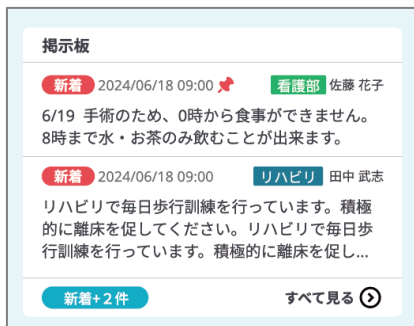 掲示板
新着 2024/06/18 09:00 看護部 佐藤 花子
6/19 手術のため、0時から食事ができません。
8時まで水・お茶のみ飲むことが出来ます。
新着 2024/06/18 09:00 リハビリ 田中 武志
リハビリで毎日歩行訓練を行っています。積極
的に離床を促してください。リハビリで毎日歩
行訓練を行っています。積極的に離床を促し...
新着+2件 すべて見る